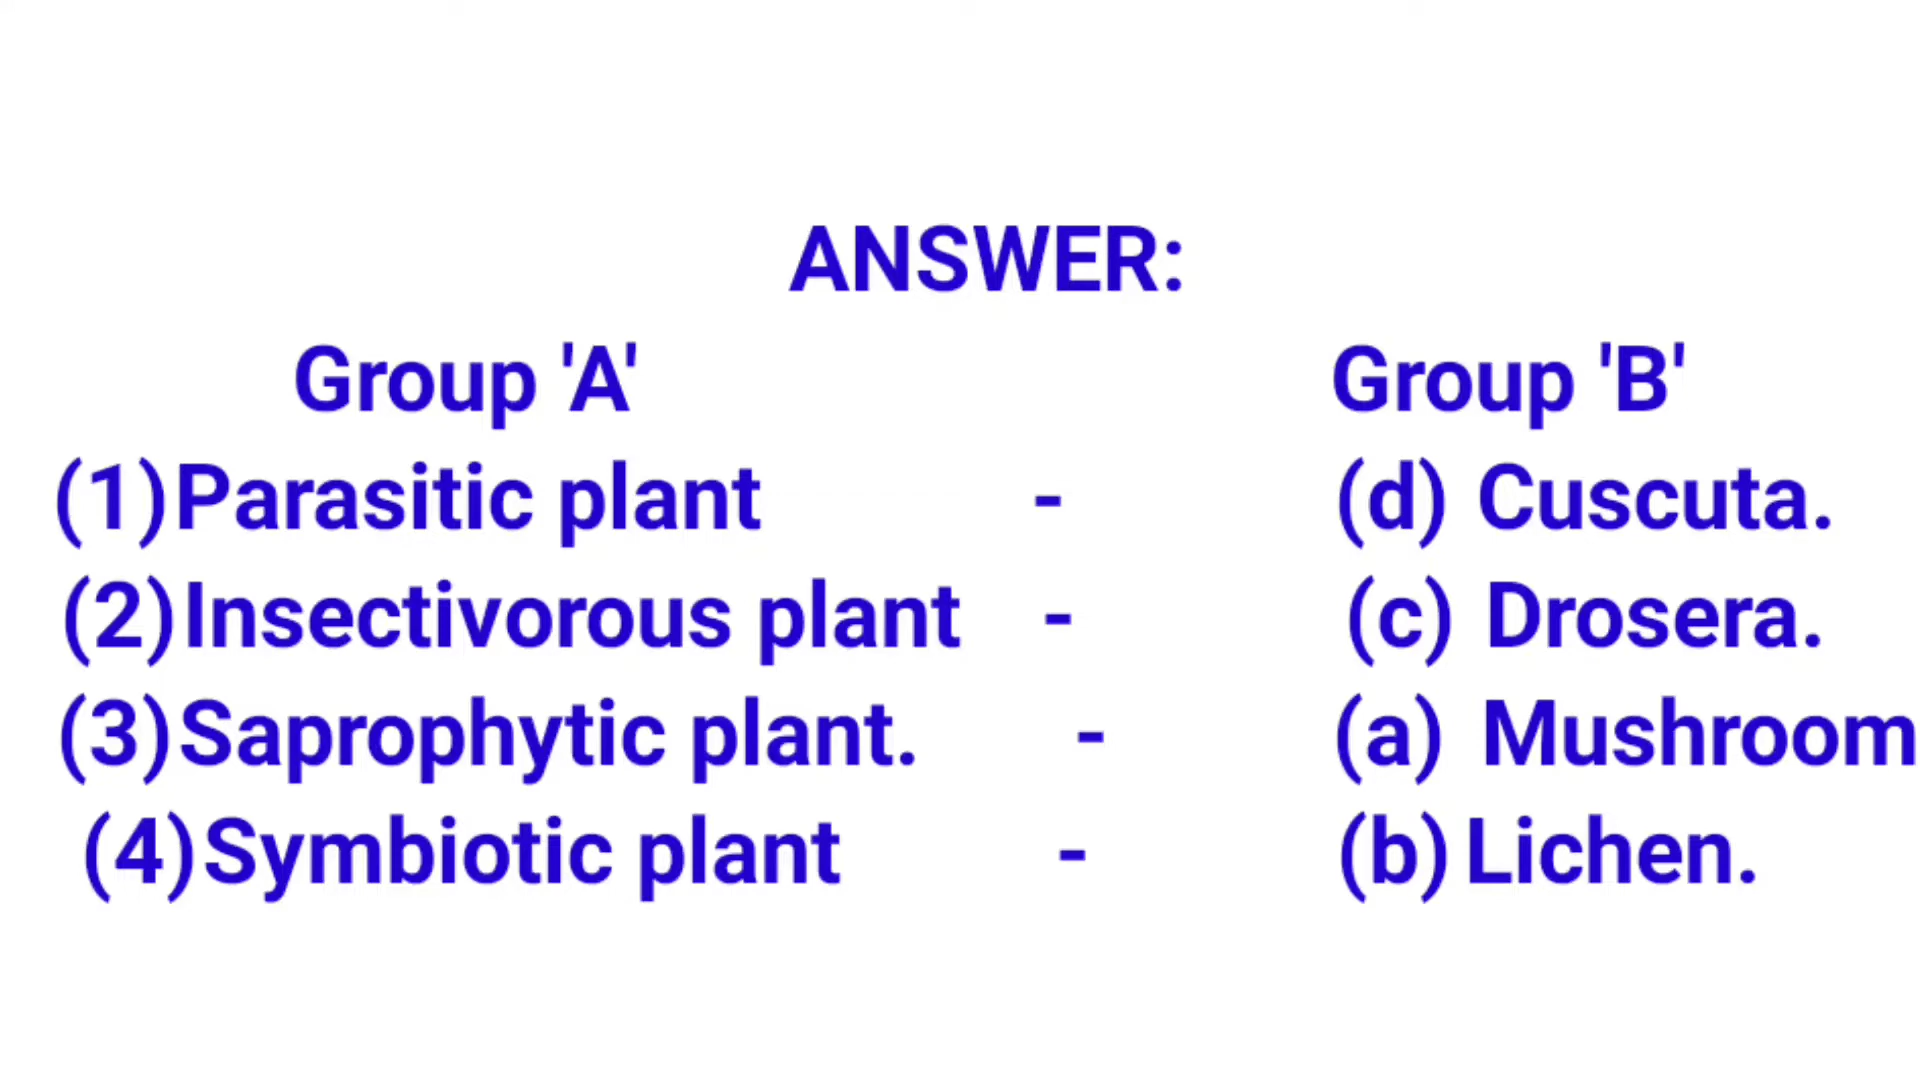 ANSWER:
Group 'A' Group 'B'
(1)Parasitic plant - (d) Cuscuta.
(2)Insectivorous plant - (c) Drosera.
(3)Saprophytic plant. - (a) Mushroom
(4)Symbiotic plant - (b) Lichen.